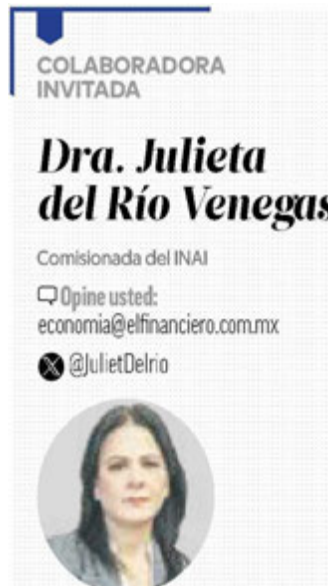 COLABORADORA
INVITADA
Dra. Julieta
del Río Venegas
Comisionada del INAI
Opine usted:
economia@elfinanciero.com.mx
@JulietDelrio